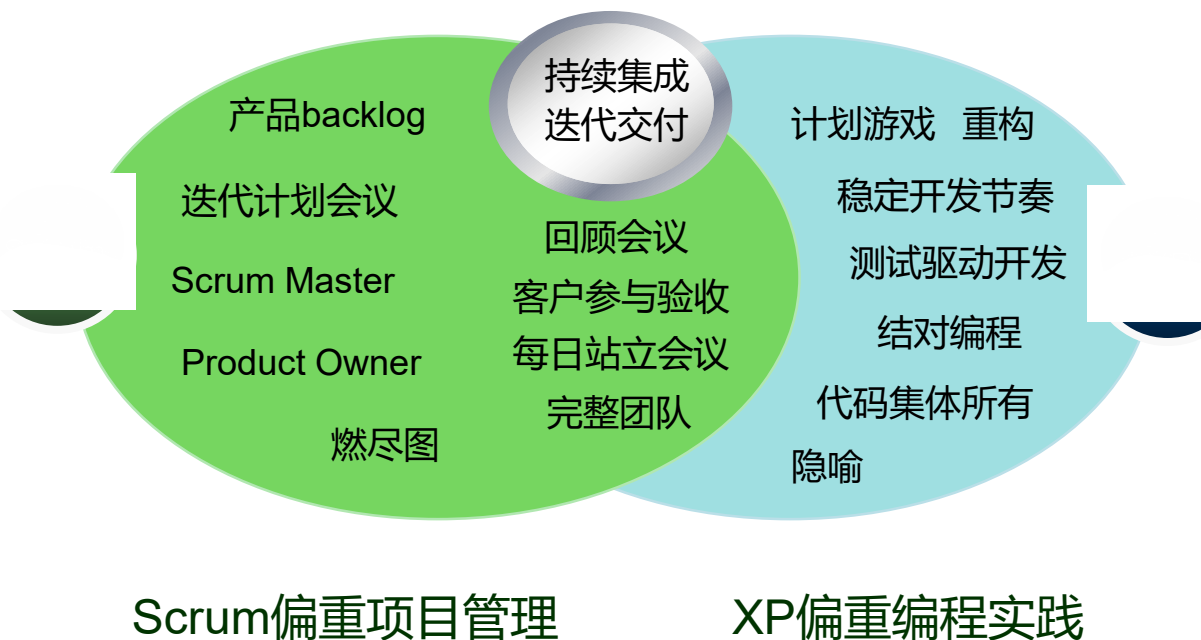 持续集成
迭代交付
产品backlog
迭代计划会议
Scrum Master
Product Owner
燃尽图
回顾会议
客户参与验收
每日站立会议
完整团队
计划游戏 重构
稳定开发节奏
测试驱动开发
结对编程
代码集体所有
隐喻
Scrum偏重项目管理
XP偏重编程实践